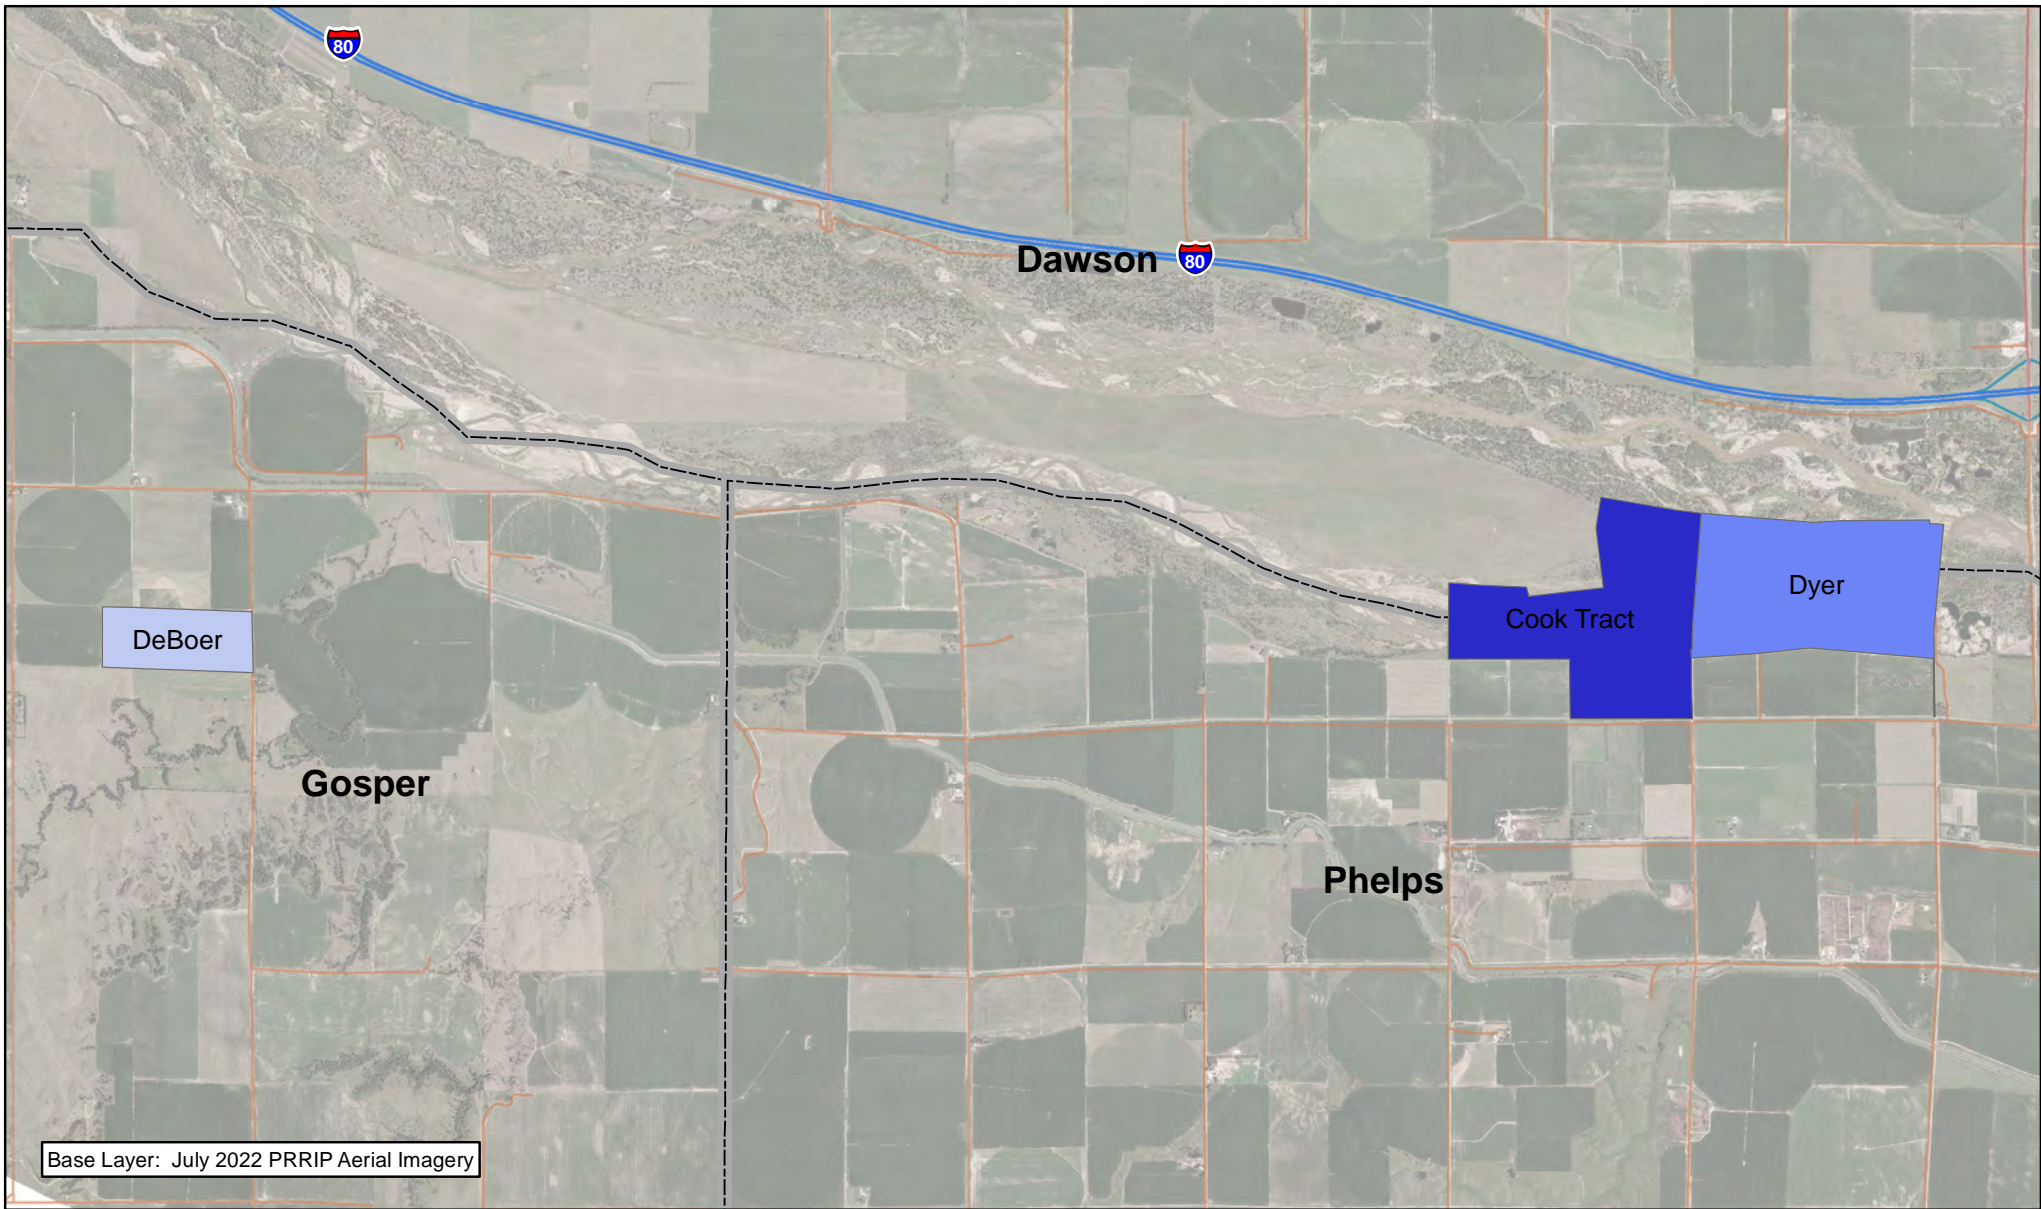 80
Dawson
80
Dyer
Cook Tract
DeBoer
Gosper
Phelps
Base Layer: July 2022 PRRIP Aerial Imagery